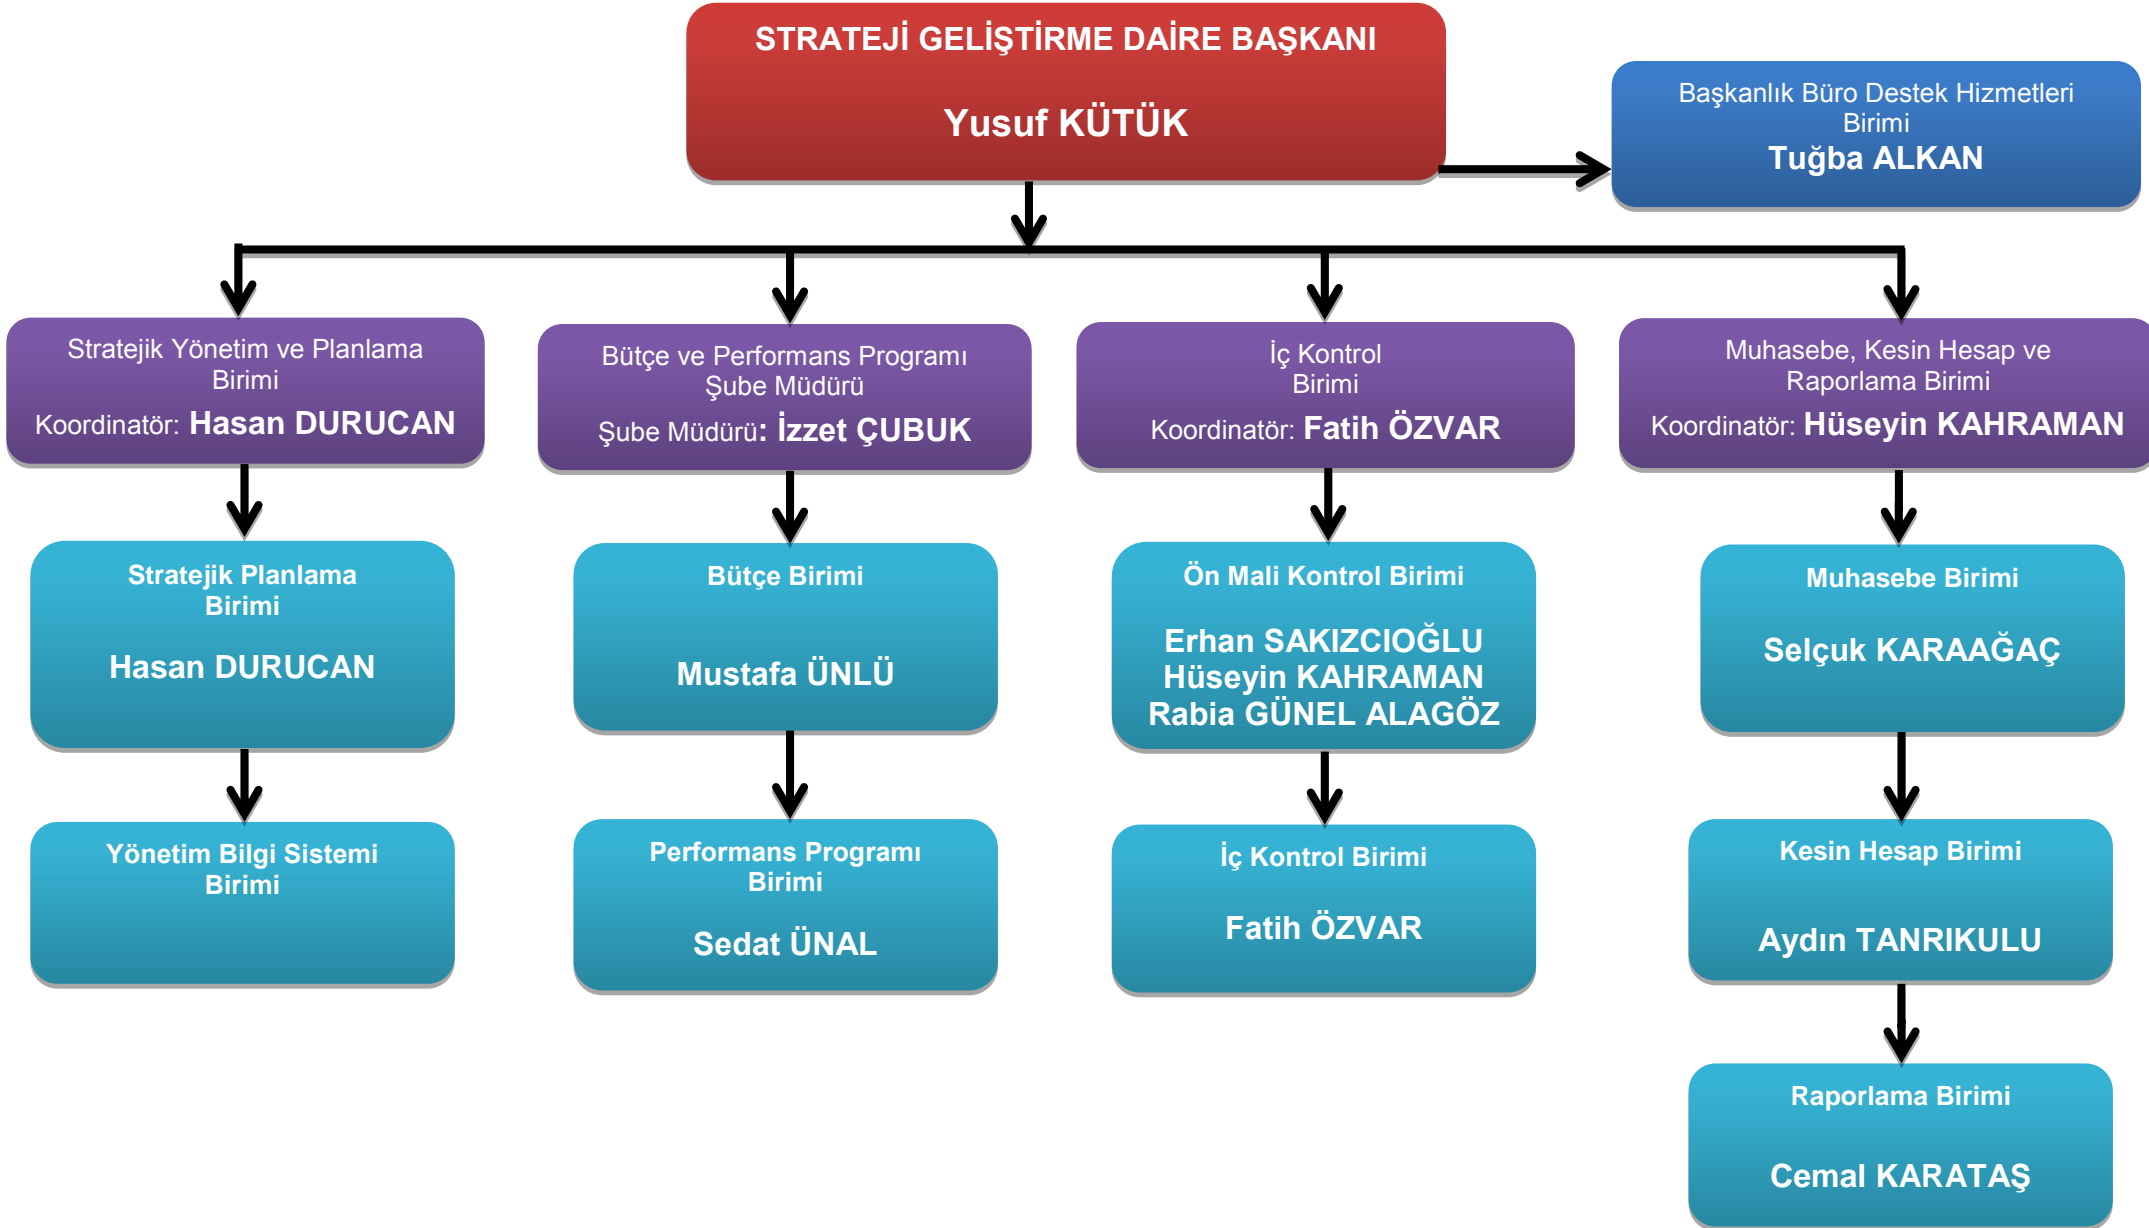 STRATEJİ GELİŞTİRME DAİRE BAŞKANI
Yusuf KÜTÜK
Başkanlık Büro Destek Hizmetleri
Birimi
Tuğba ALKAN
Stratejik Yönetim ve Planlama
Birimi
Koordinatör: Hasan DURUCAN
Bütçe ve Performans Programı
Şube Müdürü
Şube Müdürü: İzzet ÇUBUK
İç Kontrol
Birimi
Koordinatör: Fatih ÖZVAR
Muhasebe, Kesin Hesap ve
Raporlama Birimi
Koordinatör: Hüseyin KAHRAMAN
Stratejik Planlama
Birimi
Hasan DURUCAN
Bütçe Birimi
Mustafa ÜNLÜ
Ön Mali Kontrol Birimi
Erhan SAKIZCIOĞLU
Hüseyin KAHRAMAN
Rabia GÜNEL ALAGÖZ
Muhasebe Birimi
Selçuk KARAAĞAÇ
Yönetim Bilgi Sistemi
Birimi
Performans Programı
Birimi
Sedat ÜNAL
İç Kontrol Birimi
Fatih ÖZVAR
Kesin Hesap Birimi
Aydın TANRIKULU
Raporlama Birimi
Cemal KARATAŞ